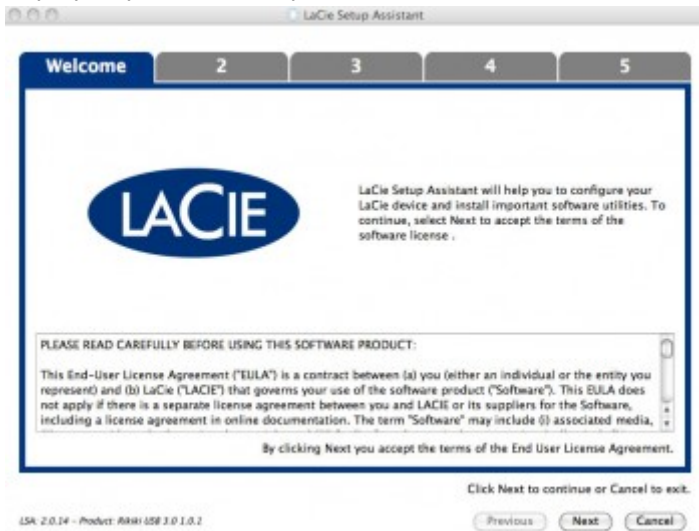 LaCie Setup Assistant
Welcome 2 3 4 5
LACIE
LaCie Setup Assistant will help you to configure your
LaCie device and install important software utilities. To
continue, select Next to accept the terms of the
software license .
PLEASE READ CAREFULLY BEFORE USING THIS SOFTWARE PRODUCT:
This End-User License Agreement ("EULA") is a contract between (a) you (either an individual or the entity you
represent) and (b) LaCie ("LACIE") that governs your use of the software product ("Software"). This EULA does
not apply if there is a separate license agreement between you and LACIE or its suppliers for the Software,
including a license agreement in online documentation. The term "Software" may include (i) associated media,
By clicking Next you accept the terms of the End User License Agreement.
Click Next to continue or Cancel to exit.
LSA: 2.0.14 - Product: Rikiki USB 3.0 1.0.2
Previous Next Cancel